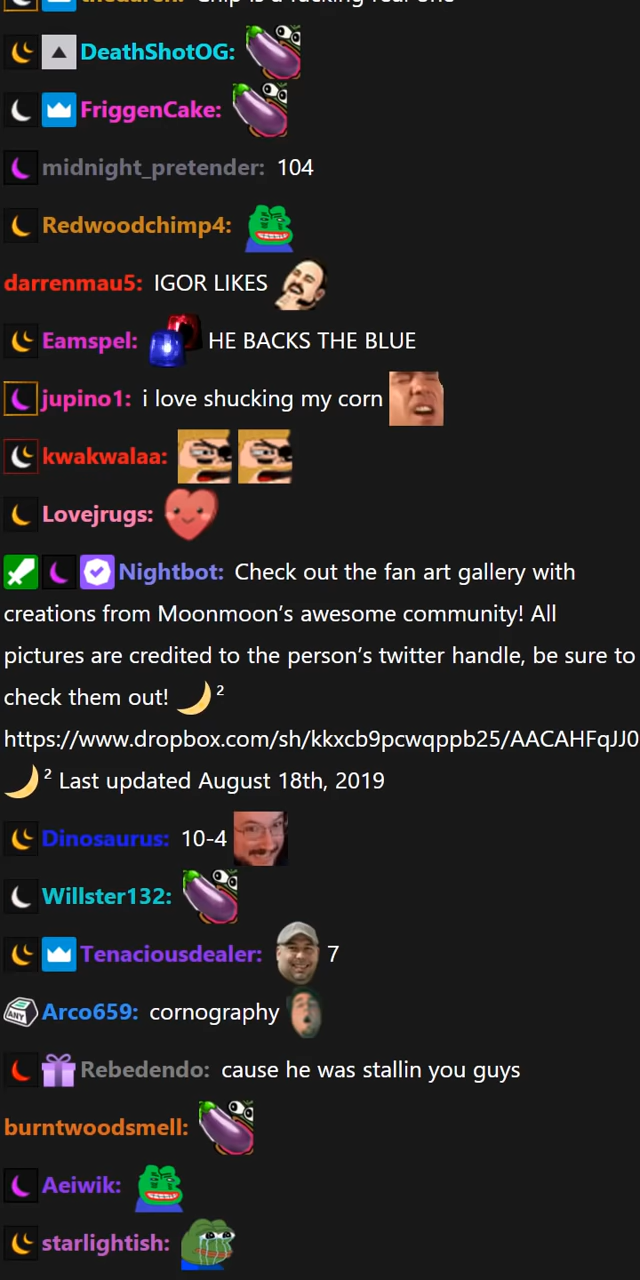 DeathShotOG:
FriggenCake:
midnight_pretender: 104
Redwoodchimp4:
darrenmau5: IGOR LIKES
Eamspel: HE BACKS THE BLUE
jupino1: i love shucking my corn
kwakwalaa:
Lovejrugs:
Nightbot: Check out the fan art gallery with
creations from Moonmoon’s awesome community! All
pictures are credited to the person’s twitter handle, be sure to
check them out! ²
https://www.dropbox.com/sh/kkxcb9pcwqppb25/AACAHFqJJ0
² Last updated August 18th, 2019
Dinosaurus: 10-4
Willster132:
Tenaciousdealer: 7
ANY Arco659: cornography
Rebedendo: cause he was stallin you guys
burntwoodsmell:
Aeiwik:
starlightish: